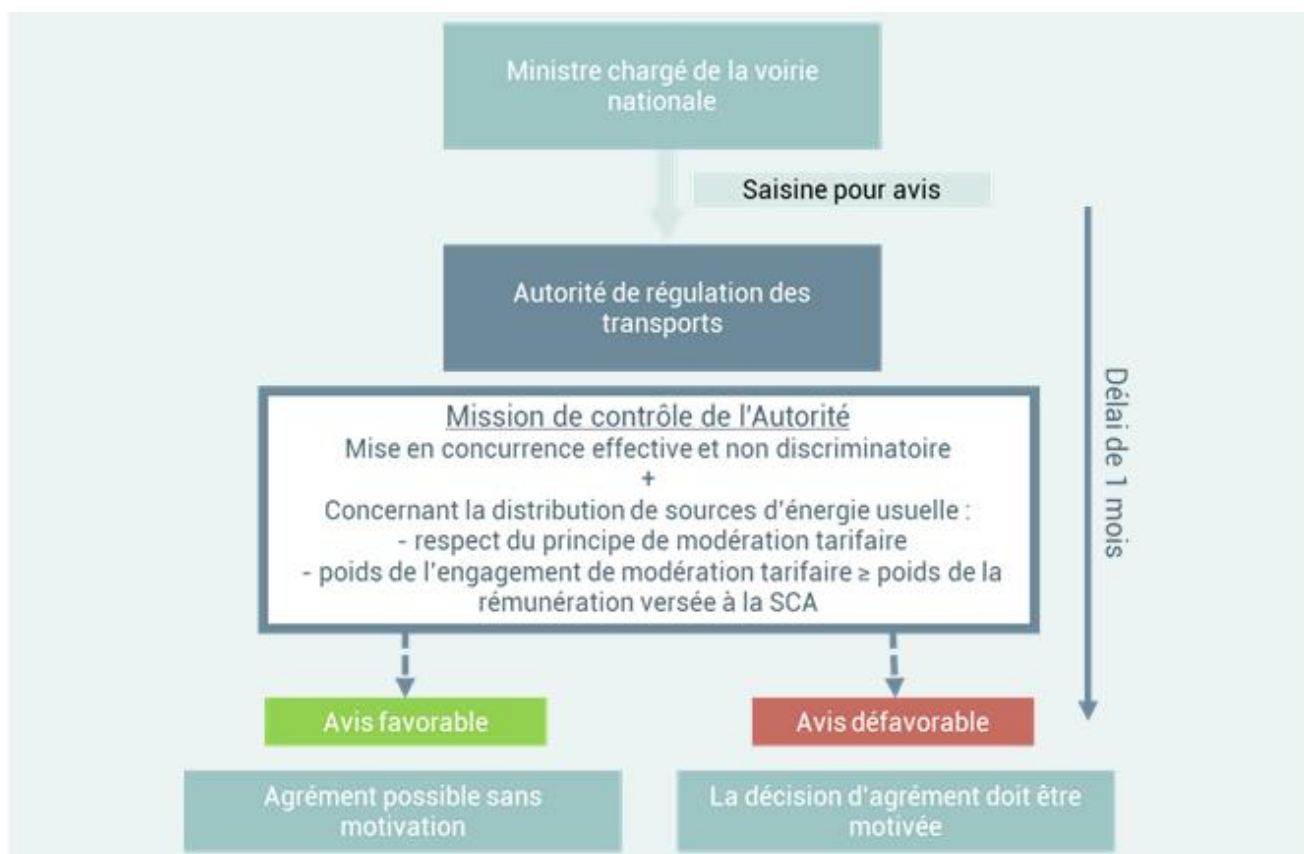 Ministre chargé de la voirie
nationale
Saisine pour avis
Autorité de régulation des
transports
Mission de contrôle de l'Autorité
Mise en concurrence effective et non discriminatoire
+
Concernant la distribution de sources d'énergie usuelle :
- respect du principe de modération tarifaire
- poids de l'engagement de modération tarifaire ≥ poids de la
rémunération versée à la SCA
Délai de 1 mois
Avis favorable
Avis défavorable
Agrément possible sans
motivation
La décision d'agrément doit être
motivée